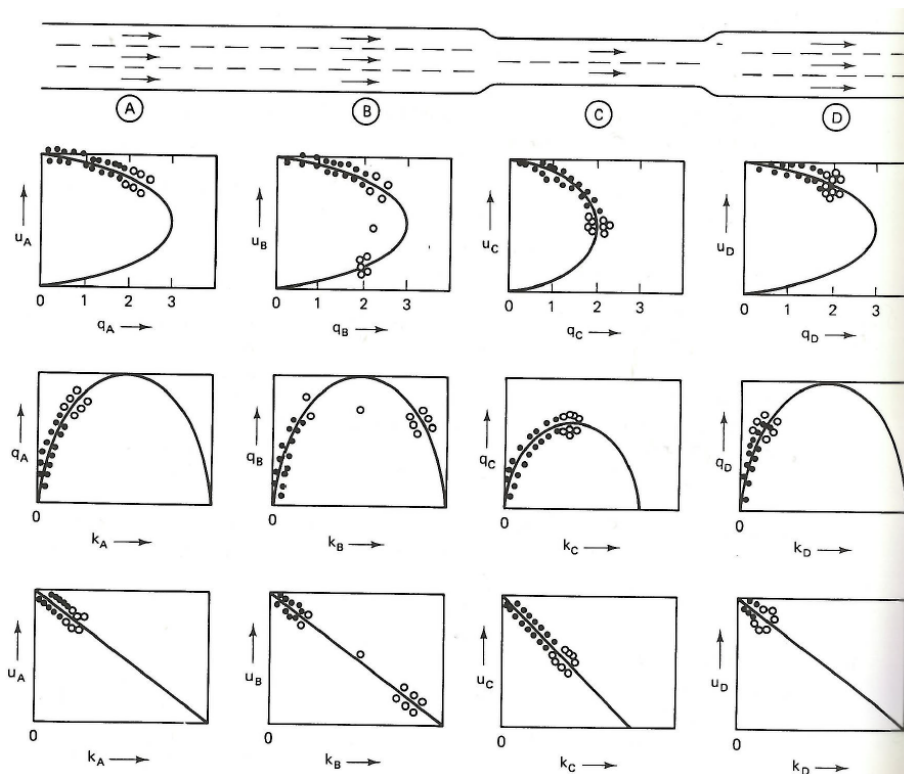 A B C D
u_A u_B u_C u_D
0 1 2 3 0 1 2 3 0 1 2 3 0 1 2 3
q_A q_B q_C q_D
q_A q_B q_C q_D
0 0 0 0
k_A k_B k_C k_D
u_A u_B u_C u_D
0 0 0 0
k_A k_B k_C k_D